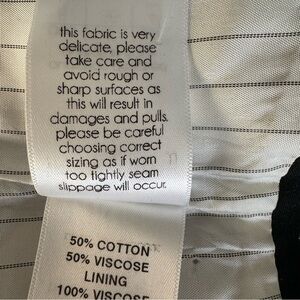 this fabric is very
delicate, please
take care and
avoid rough or
sharp surfaces as
this will result in
damages and pulls.
please be careful
choosing correct
sizing as if worn
too tightly seam
slippage will occur.
50% COTTON
50% VISCOSE
LINING
100% VISCOSE